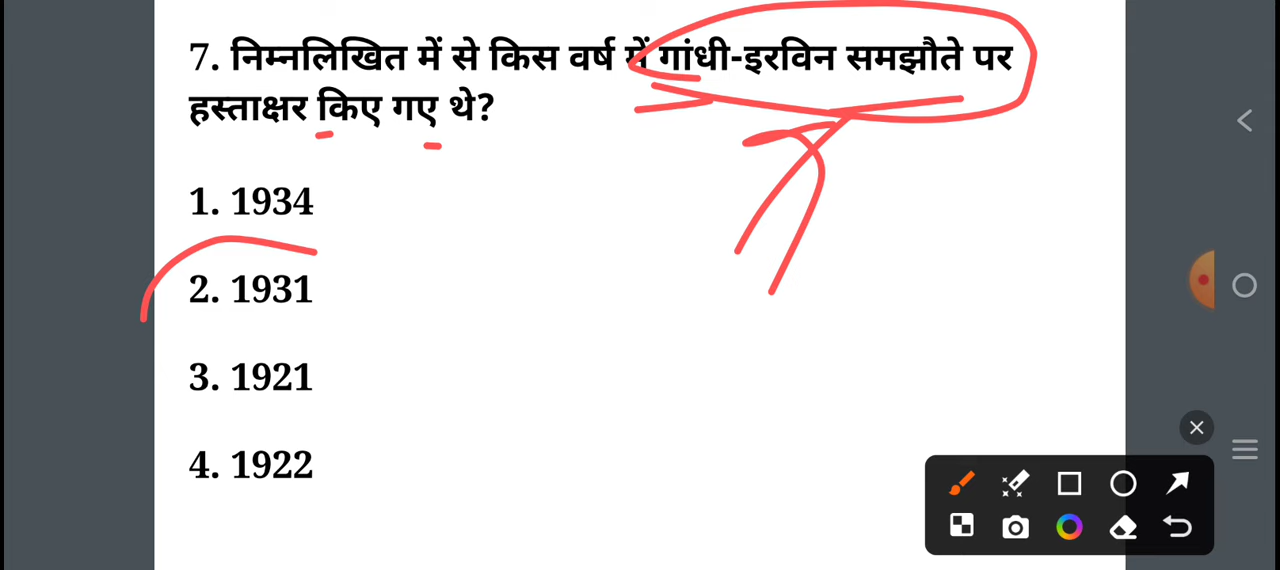 7. निम्नलिखित में से किस वर्ष में गांधी-इरविन समझौते पर
हस्ताक्षर किए गए थे?
1. 1934
2. 1931
3. 1921
4. 1922